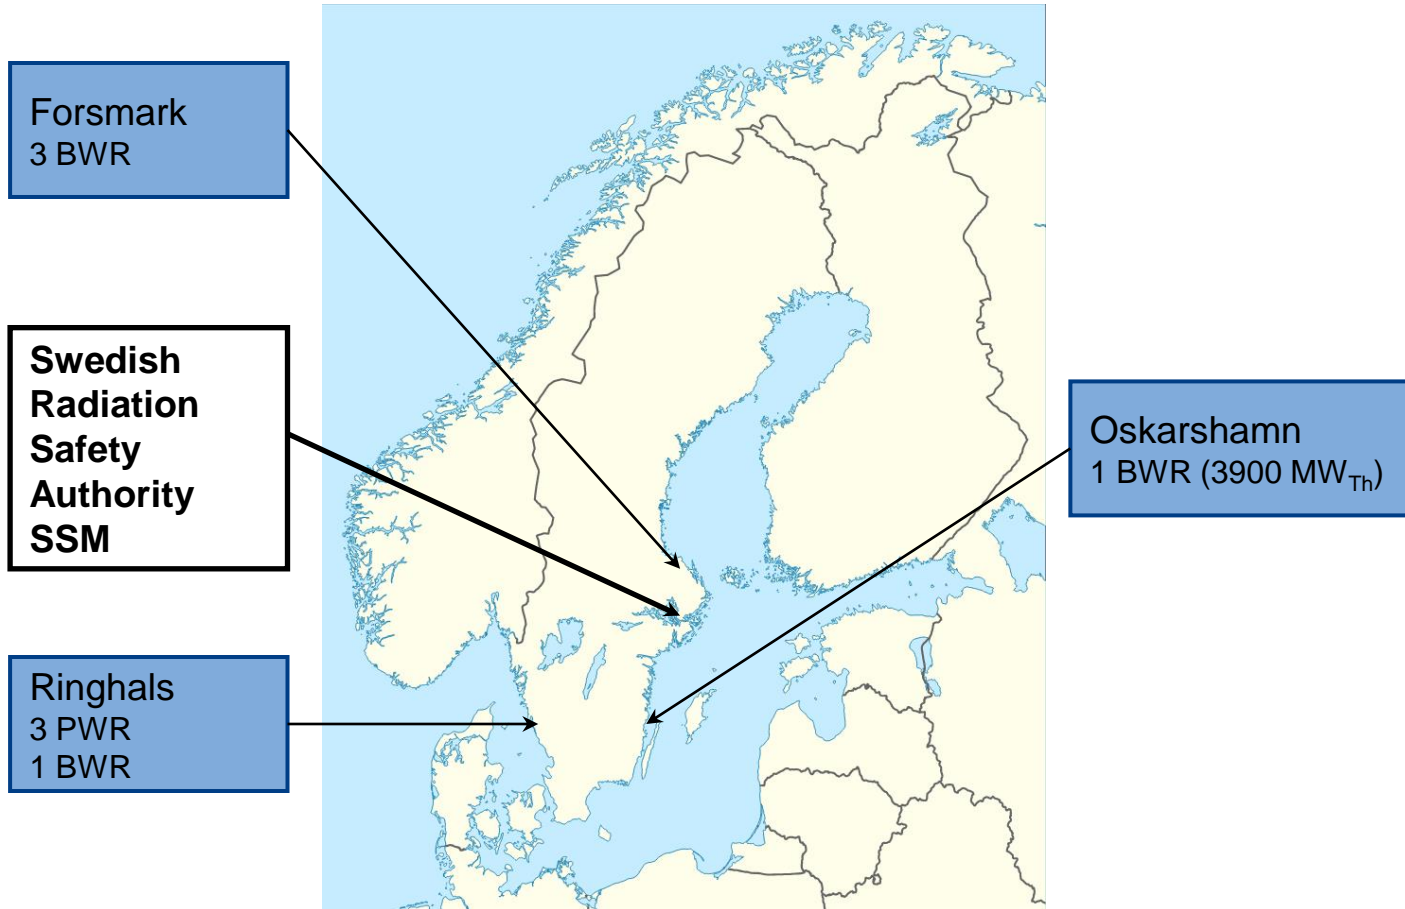 Forsmark
3 BWR
Swedish
Radiation
Safety
Authority
SSM
Oskarshamn
1 BWR (3900 MWTh)
Ringhals
3 PWR
1 BWR